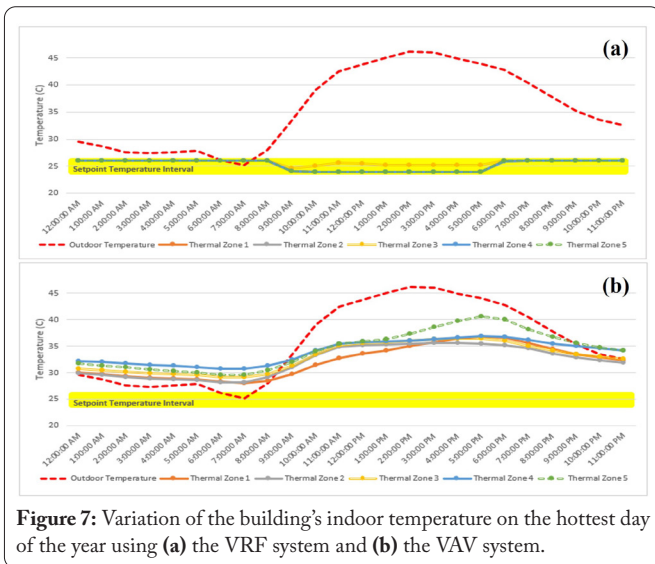 (a)
45
40
35
30
25
20
Temperature (C)
Setpoint Temperature Interval
12:00:00 AM
1:00:00 AM
2:00:00 AM
3:00:00 AM
4:00:00 AM
5:00:00 AM
6:00:00 AM
7:00:00 AM
8:00:00 AM
9:00:00 AM
10:00:00 AM
11:00:00 AM
12:00:00 PM
1:00:00 PM
2:00:00 PM
3:00:00 PM
4:00:00 PM
5:00:00 PM
6:00:00 PM
7:00:00 PM
8:00:00 PM
9:00:00 PM
10:00:00 PM
11:00:00 PM
Outdoor Temperature Thermal Zone 1 Thermal Zone 2 Thermal Zone 3 Thermal Zone 4 Thermal Zone 5
(b)
45
40
35
30
25
20
Temperature (C)
Setpoint Temperature Interval
12:00:00 AM
1:00:00 AM
2:00:00 AM
3:00:00 AM
4:00:00 AM
5:00:00 AM
6:00:00 AM
7:00:00 AM
8:00:00 AM
9:00:00 AM
10:00:00 AM
11:00:00 AM
12:00:00 PM
1:00:00 PM
2:00:00 PM
3:00:00 PM
4:00:00 PM
5:00:00 PM
6:00:00 PM
7:00:00 PM
8:00:00 PM
9:00:00 PM
10:00:00 PM
11:00:00 PM
Outdoor Temperature Thermal Zone 1 Thermal Zone 2 Thermal Zone 3 Thermal Zone 4 Thermal Zone 5
Figure 7: Variation of the building's indoor temperature on the hottest day
of the year using (a) the VRF system and (b) the VAV system.